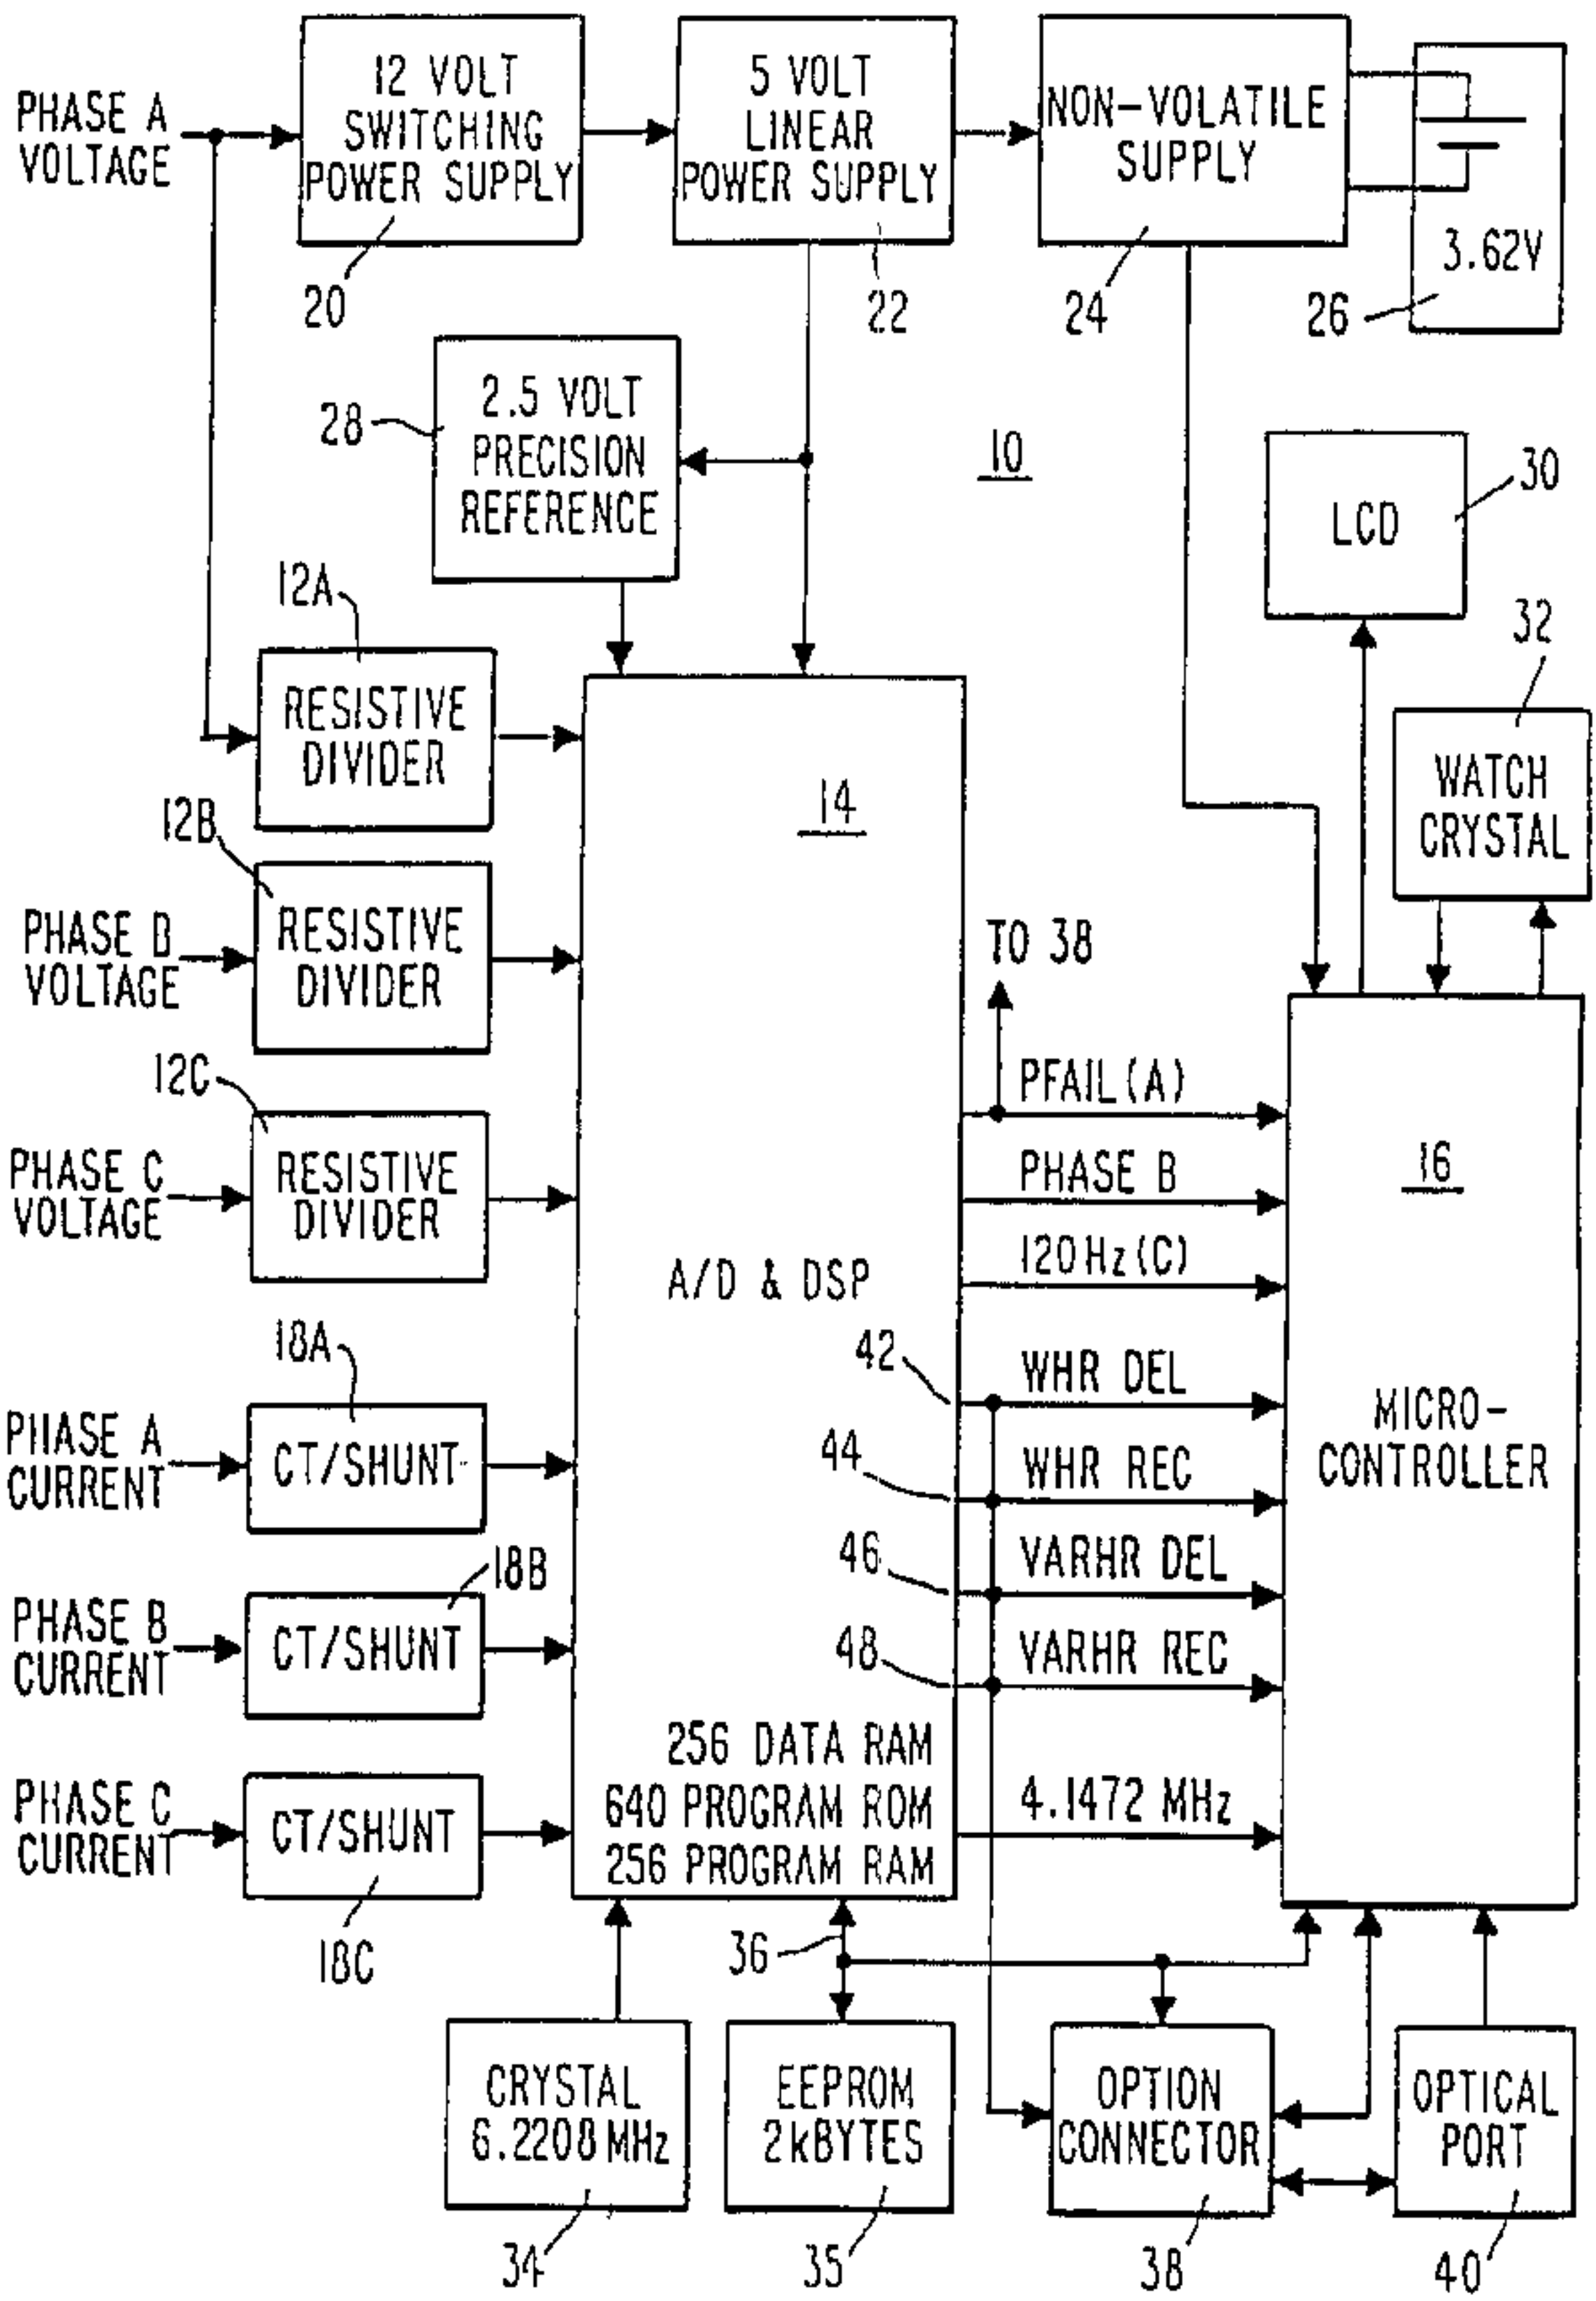 PHASE A
VOLTAGE
12 VOLT
SWITCHING
POWER SUPPLY
20
5 VOLT
LINEAR
POWER SUPPLY
22
NON-VOLATILE
SUPPLY
24
3.62V
26
2.5 VOLT
PRECISION
REFERENCE
28
10
LCD
30
32
WATCH
CRYSTAL
12A
RESISTIVE
DIVIDER
12B
PHASE B
VOLTAGE
RESISTIVE
DIVIDER
12C
PHASE C
VOLTAGE
RESISTIVE
DIVIDER
18A
PHASE A
CURRENT
CT/SHUNT
18B
PHASE B
CURRENT
CT/SHUNT
PHASE C
CURRENT
CT/SHUNT
18C
14
A/D & DSP
256 DATA RAM
640 PROGRAM ROM
256 PROGRAM RAM
TO 38
PFAIL(A)
PHASE B
120Hz(C)
42
WHR DEL
44
WHR REC
46
VARHR DEL
48
VARHR REC
4.1472 MHz
16
MICRO-
CONTROLLER
36
CRYSTAL
6.2208 MHz
34
EEPROM
2kBYTES
35
OPTION
CONNECTOR
38
OPTICAL
PORT
40